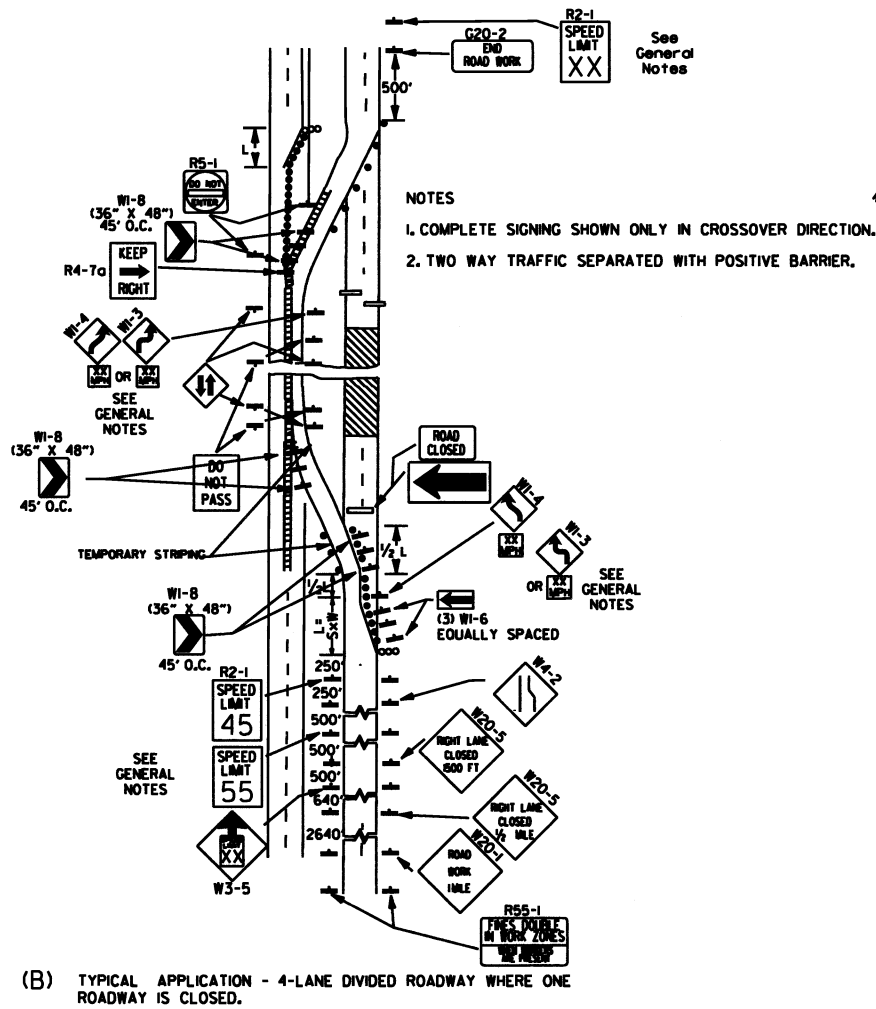 R2-1
SPEED
LIMIT
XX
See
General
Notes
G20-2
END
ROAD WORK
500'
L
R5-1
DO NOT
ENTER
W1-8
(36" X 48")
45' O.C.
NOTES
1. COMPLETE SIGNING SHOWN ONLY IN CROSSOVER DIRECTION.
2. TWO WAY TRAFFIC SEPARATED WITH POSITIVE BARRIER.
R4-7a
KEEP
RIGHT
W1-4
W1-3
XX
MPH
OR
XX
MPH
SEE
GENERAL
NOTES
W1-8
(36" X 48")
45' O.C.
DO
NOT
PASS
ROAD
CLOSED
W1-4
XX
MPH
W1-3
OR
XX
MPH
SEE
GENERAL
NOTES
TEMPORARY STRIPING
1/2 L
1/2 L
L=
SxW
W1-8
(36" X 48")
45' O.C.
(3) W1-6
EQUALLY SPACED
250'
R2-1
SPEED
LIMIT
45
250'
W4-2
500'
SEE
GENERAL
NOTES
SPEED
LIMIT
55
500'
W20-5
RIGHT LANE
CLOSED
1500 FT
500'
640'
W20-5
RIGHT LANE
CLOSED
1/2 MILE
XX
W3-5
2640'
W20-1
ROAD
WORK
1 MILE
R55-1
FINES DOUBLE
IN WORK ZONES
WHEN WORKERS
ARE PRESENT
(B) TYPICAL APPLICATION - 4-LANE DIVIDED ROADWAY WHERE ONE
ROADWAY IS CLOSED.